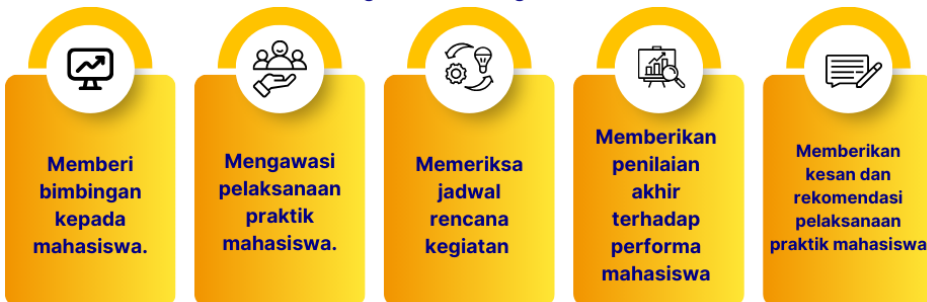 Memberi
bimbingan
kepada
mahasiswa.
Mengawasi
pelaksanaan
praktik
mahasiswa.
Memeriksa
jadwal
rencana
kegiatan
Memberikan
penilaian
akhir
terhadap
performa
mahasiswa
Memberikan
kesan dan
rekomendasi
pelaksanaan
praktik mahasiswa